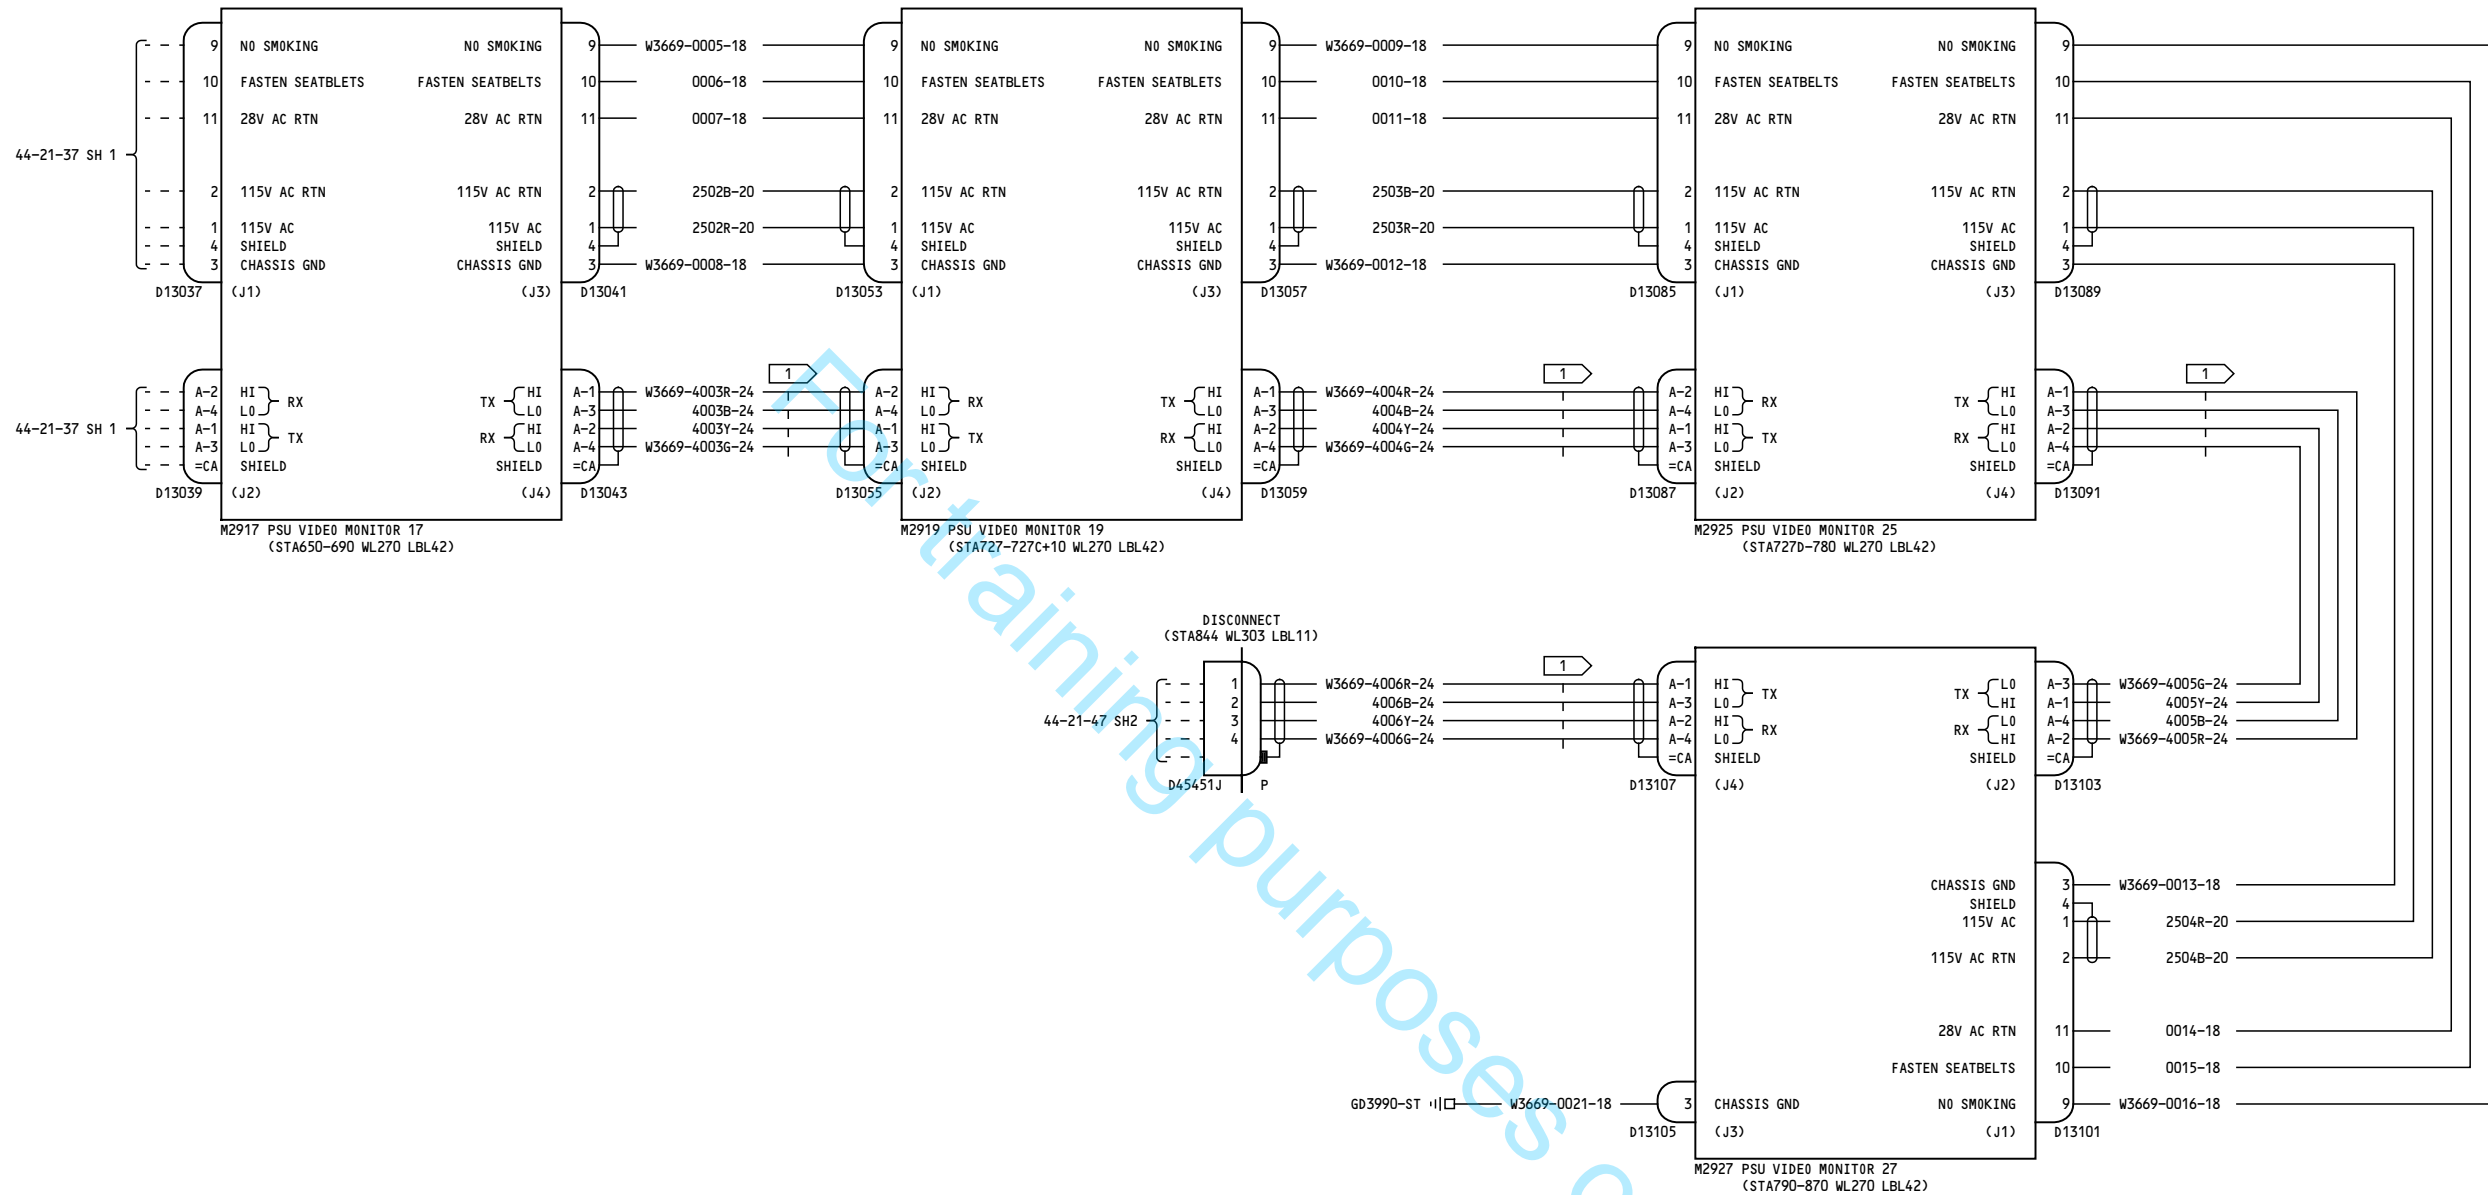 9 NO SMOKING NO SMOKING 9 W3669-0005-18 9 NO SMOKING NO SMOKING 9 W3669-0009-18 9 NO SMOKING NO SMOKING 9
10 FASTEN SEATBLETS FASTEN SEATBELTS 10 0006-18 10 FASTEN SEATBLETS FASTEN SEATBELTS 10 0010-18 10 FASTEN SEATBELTS FASTEN SEATBELTS 10
11 28V AC RTN 28V AC RTN 11 0007-18 11 28V AC RTN 28V AC RTN 11 0011-18 11 28V AC RTN 28V AC RTN 11
44-21-37 SH 1
2 115V AC RTN 115V AC RTN 2 2502B-20 2 115V AC RTN 115V AC RTN 2 2503B-20 2 115V AC RTN 115V AC RTN 2
1 115V AC 115V AC 1 2502R-20 1 115V AC 115V AC 1 2503R-20 1 115V AC 115V AC 1
4 SHIELD SHIELD 4 4 SHIELD SHIELD 4 4 SHIELD SHIELD 4
3 CHASSIS GND CHASSIS GND 3 W3669-0008-18 3 CHASSIS GND CHASSIS GND 3 W3669-0012-18 3 CHASSIS GND CHASSIS GND 3
D13037 (J1) (J3) D13041 D13053 (J1) (J3) D13057 D13085 (J1) (J3) D13089
1 1 1
A-2 HI HI A-1 W3669-4003R-24 A-2 HI HI A-1 W3669-4004R-24 A-2 HI HI A-1
RX TX RX TX RX TX
A-4 LO LO A-3 4003B-24 A-4 LO LO A-3 4004B-24 A-4 LO LO A-3
44-21-37 SH 1 A-1 HI HI A-2 4003Y-24 A-1 HI HI A-2 4004Y-24 A-1 HI HI A-2
TX RX TX RX TX RX
A-3 LO LO A-4 W3669-4003G-24 A-3 LO LO A-4 W3669-4004G-24 A-3 LO LO A-4
=CA SHIELD SHIELD =CA =CA SHIELD SHIELD =CA =CA SHIELD SHIELD =CA
D13039 (J2) (J4) D13043 D13055 (J2) (J4) D13059 D13087 (J2) (J4) D13091
M2917 PSU VIDEO MONITOR 17 M2919 PSU VIDEO MONITOR 19 M2925 PSU VIDEO MONITOR 25
(STA650-690 WL270 LBL42) (STA727-727C+10 WL270 LBL42) (STA727D-780 WL270 LBL42)
DISCONNECT
(STA844 WL303 LBL11)
1
1 W3669-4006R-24 A-1 HI LO A-3 W3669-4005G-24
TX TX
2 4006B-24 A-3 LO HI A-1 4005Y-24
44-21-47 SH2 3 4006Y-24 A-2 HI LO A-4 4005B-24
RX RX
4 W3669-4006G-24 A-4 LO HI A-2 W3669-4005R-24
=CA SHIELD SHIELD =CA
D45451J P D13107 (J4) (J2) D13103
CHASSIS GND 3 W3669-0013-18
SHIELD 4
115V AC 1 2504R-20
115V AC RTN 2 2504B-20
28V AC RTN 11 0014-18
FASTEN SEATBELTS 10 0015-18
GD3990-ST W3669-0021-18 3 CHASSIS GND NO SMOKING 9 W3669-0016-18
D13105 (J3) (J1) D13101
M2927 PSU VIDEO MONITOR 27
(STA790-870 WL270 LBL42)
For training purposes